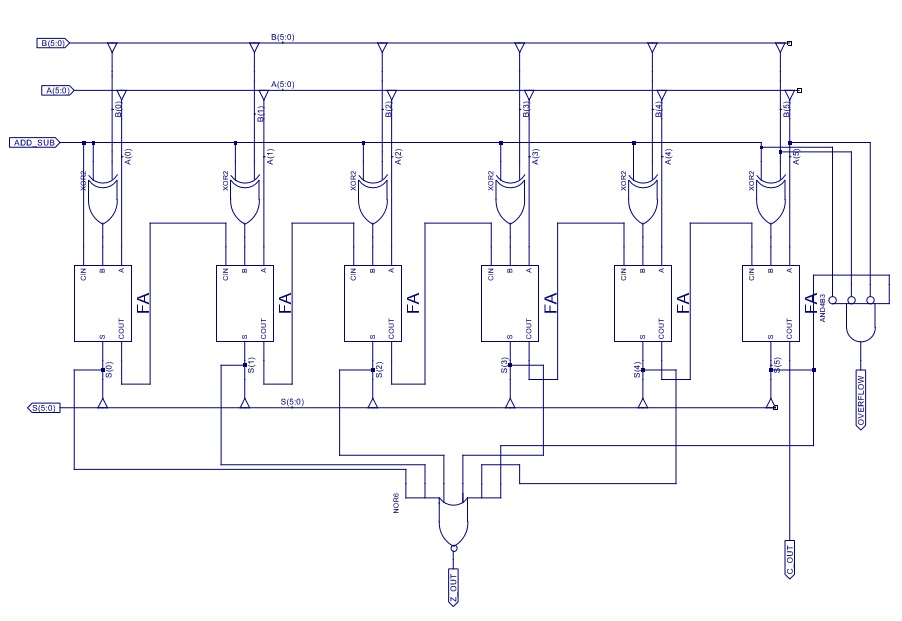 B(5:0)
B(5:0)
A(5:0)
A(5:0)
B(0)
B(1)
B(2)
B(3)
B(4)
B(5)
ADD_SUB
A(0)
A(1)
A(2)
A(3)
A(4)
A(5)
XOR2
XOR2
XOR2
XOR2
XOR2
XOR2
CIN B A
CIN B A
CIN B A
CIN B A
CIN B A
CIN B A
FA
FA
FA
FA
FA
FA
AND4B3
S COUT
S COUT
S COUT
S COUT
S COUT
S COUT
S(0)
S(1)
S(2)
S(3)
S(4)
S(5)
OVERFLOW
S(5:0)
S(5:0)
NOR6
Z_OUT
C_OUT